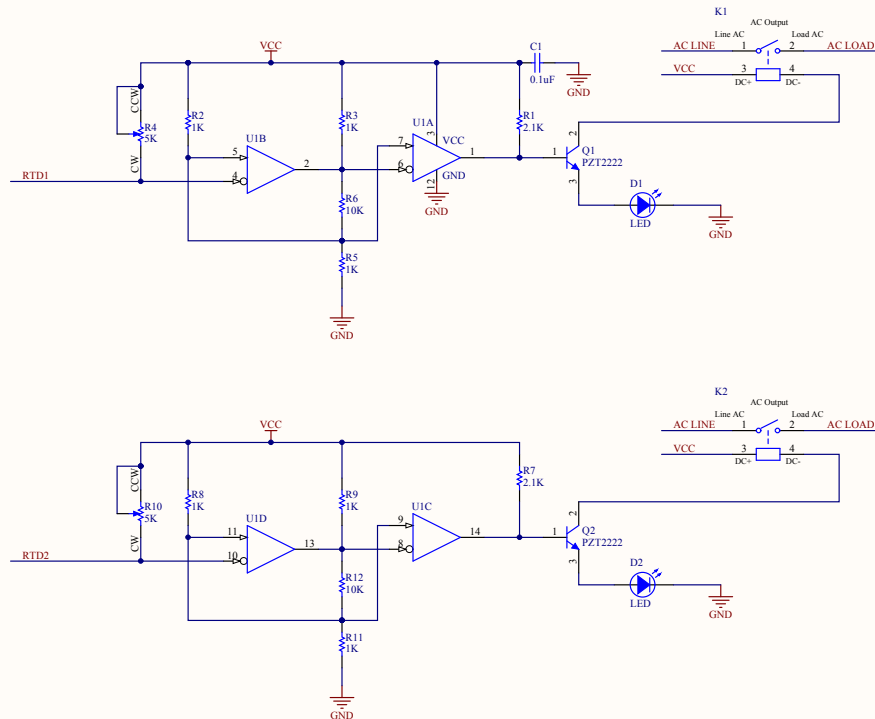 K1
AC Output
Line AC
Load AC
AC LINE
1
2
AC LOAD
VCC
3
4
DC+
DC-
VCC
C1
0.1uF
GND
CCW
R4
5K
CW
R2
1K
R3
1K
R1
2.1K
U1B
5
4
2
U1A
7
6
3
VCC
GND
12
GND
1
1
2
3
Q1
PZT2222
RTD1
R6
10K
R5
1K
GND
D1
LED
GND
K2
AC Output
Line AC
Load AC
AC LINE
1
2
AC LOAD
VCC
3
4
DC+
DC-
VCC
CCW
R10
5K
CW
R8
1K
R9
1K
R7
2.1K
U1D
11
10
13
U1C
9
8
14
1
2
3
Q2
PZT2222
RTD2
R12
10K
R11
1K
GND
D2
LED
GND